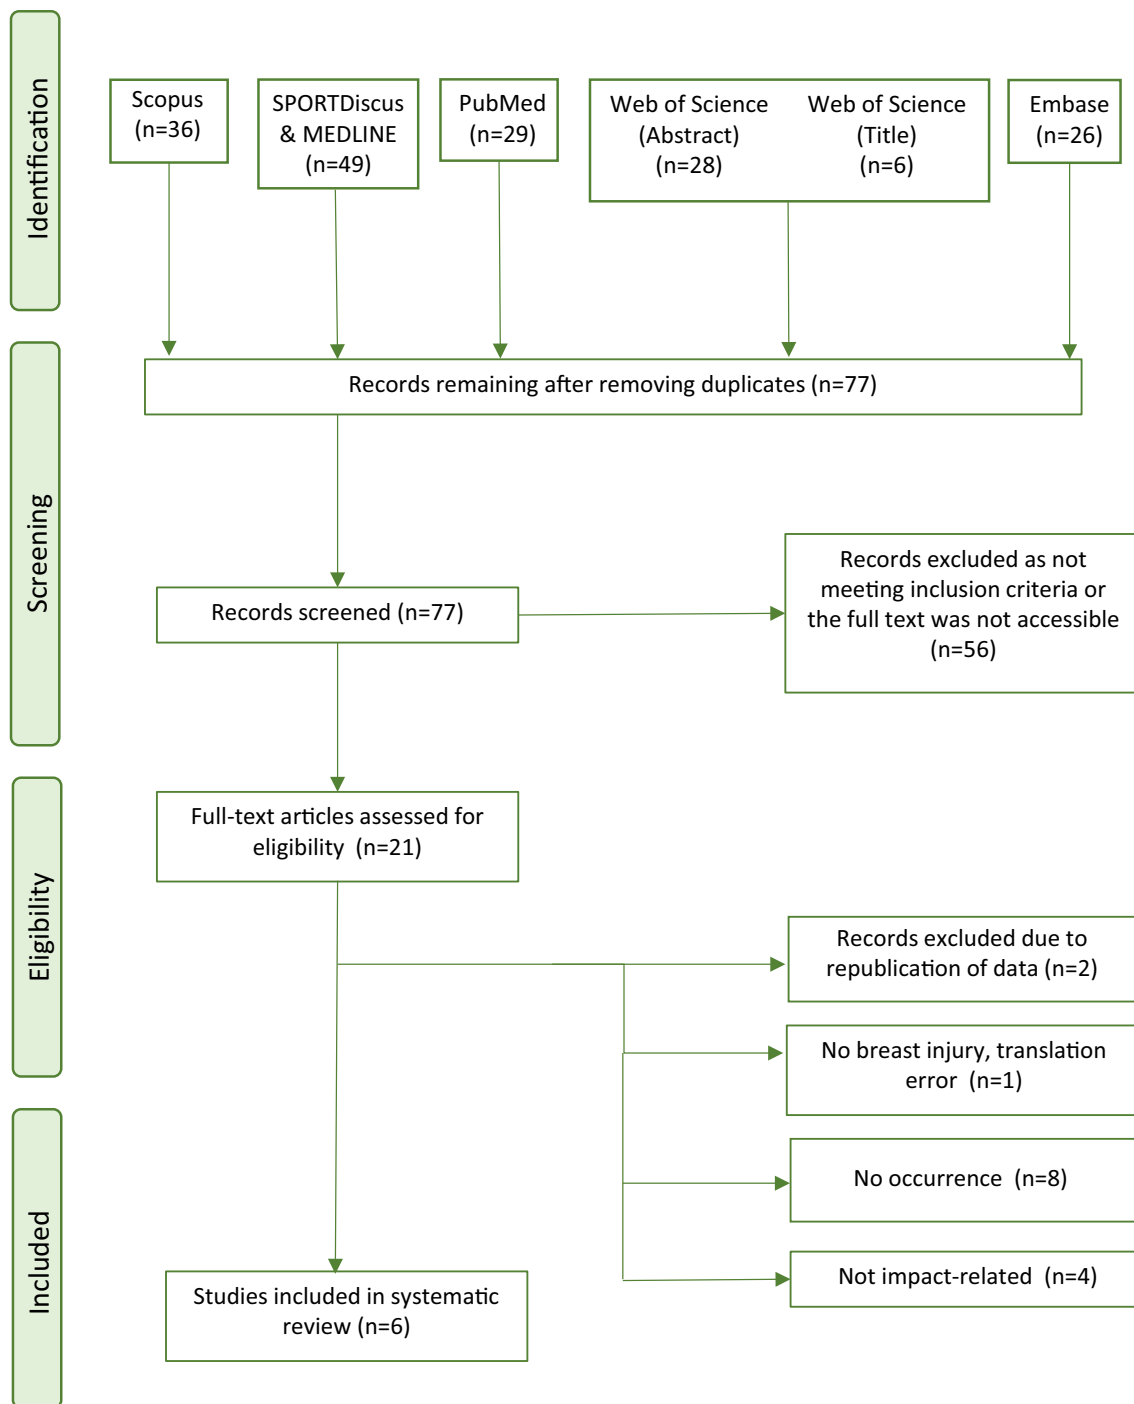 Identification
Scopus
(n=36)
SPORTDiscus
& MEDLINE
(n=49)
PubMed
(n=29)
Web of Science
(Abstract)
(n=28)
Web of Science
(Title)
(n=6)
Embase
(n=26)
Screening
Records remaining after removing duplicates (n=77)
Records screened (n=77)
Records excluded as not
meeting inclusion criteria or
the full text was not accessible
(n=56)
Eligibility
Full-text articles assessed for
eligibility (n=21)
Records excluded due to
republication of data (n=2)
No breast injury, translation
error (n=1)
No occurrence (n=8)
Not impact-related (n=4)
Included
Studies included in systematic
review (n=6)